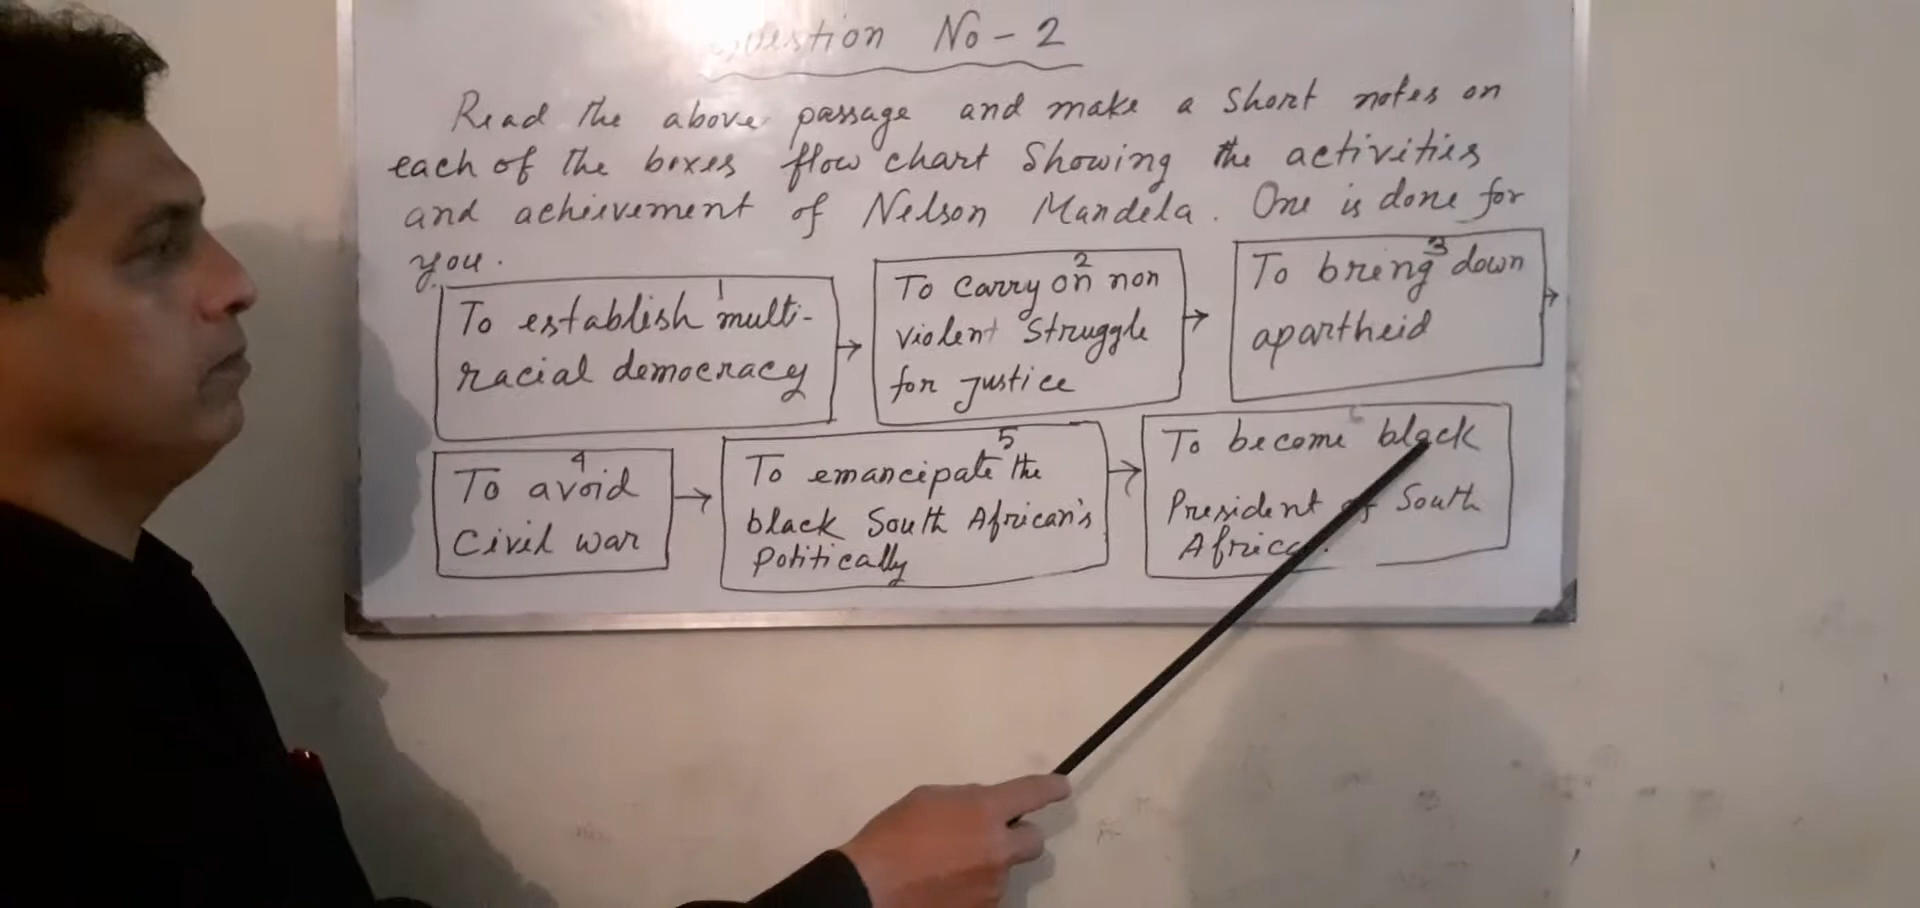 Question No - 2
Read the above passage and make a short notes on
each of the boxes flow chart showing the activities
and achievement of Nelson Mandela. One is done for
you.
1
To establish multi-
racial democracy
2
To carry on non
violent struggle
for justice
3
To bring down
apartheid
4
To avoid
Civil war
5
To emancipate the
black South African's
politically
6
To become black
President of South
Africa.